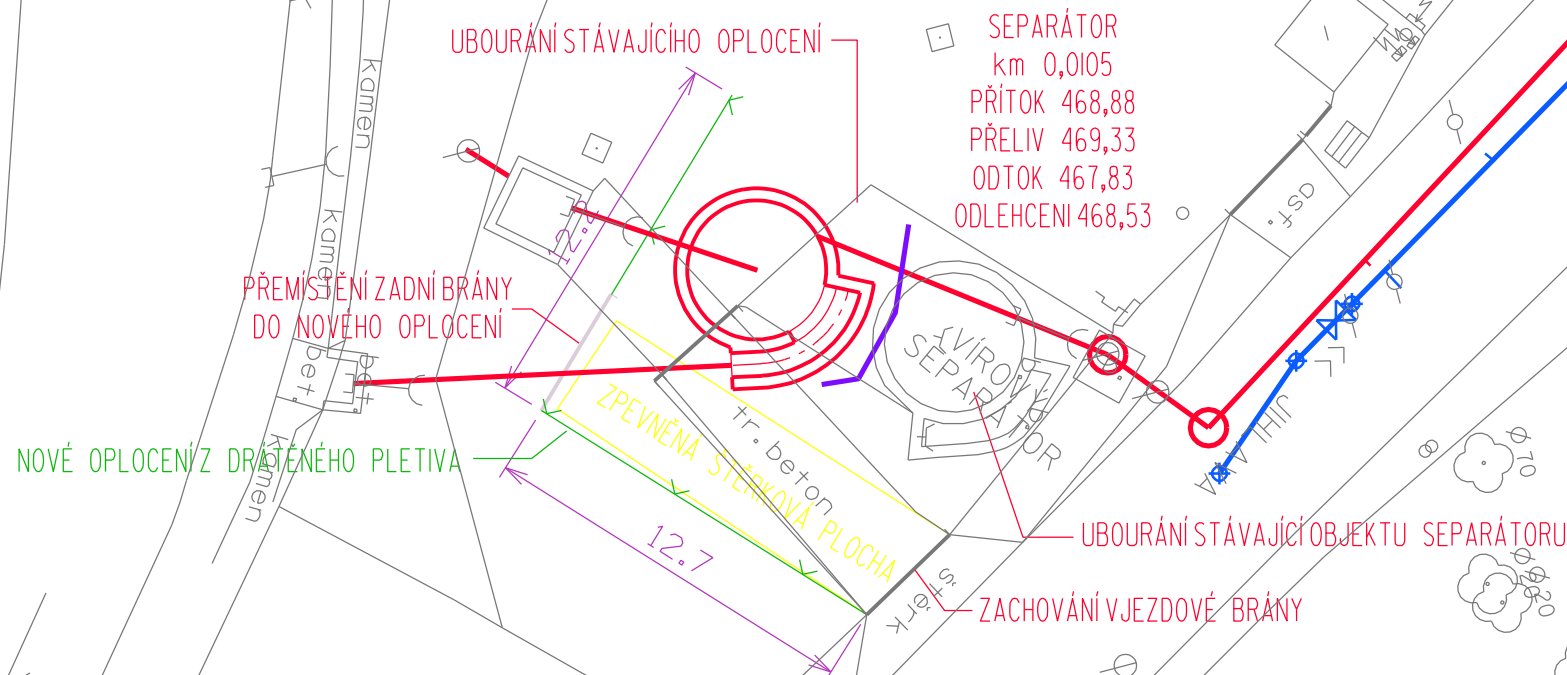 UBOURÁNÍ STÁVAJÍCÍHO OPLOCENÍ
SEPARÁTOR
km 0,0105
PŘÍTOK 468,88
PŘELIV 469,33
ODTOK 467,83
ODLEHCENI 468,53
Kamen
Kamen
Kamen
PŘEMÍSTĚNÍ ZADNÍ BRÁNY
DO NOVÉHO OPLOCENÍ
bet.
bet.
NOVÉ OPLOCENÍ Z DRÁTĚNÉHO PLETIVA
ZPEVNĚNÁ ŠTĚRKOVÁ PLOCHA
tr.beton
VÍROVÝ
SEPARÁTOR
asf.
JIHLAVA
12.7
štěrk
UBOURÁNÍ STÁVAJÍCÍ OBJEKTU SEPARÁTORU
ZACHOVÁNÍ VJEZDOVÉ BRÁNY
Ø70